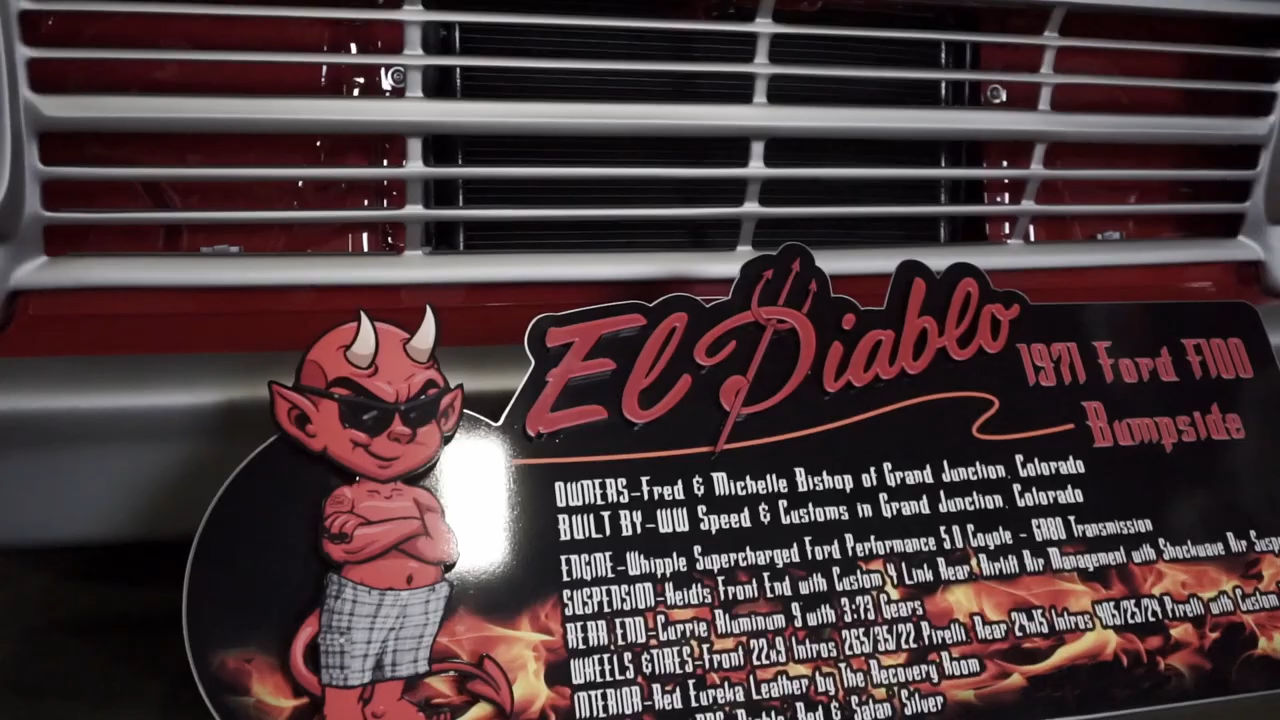 El Diablo
1971 Ford F100
Bumpside
OWNERS-Fred & Michelle Bishop of Grand Junction, Colorado
BUILT BY-WW Speed & Customs in Grand Junction, Colorado
ENGINE-Whipple Supercharged Ford Performance 5.0 Coyote - 6R80 Transmission
SUSPENSION-Heidts Front End with Custom 4 Link Rear, Airlift Air Management with Shockwave Air
REAR END-Currie Aluminum 9 with 3:73 Gears
WHEELS &TIRES-Front 22x9 Intros 265/35/22 Pirelli, Rear 24x15 Intros 405/25/24 Pirelli with Custom
INTERIOR-Red Eureka Leather by The Recovery Room
Diablo Red & Satan Silver